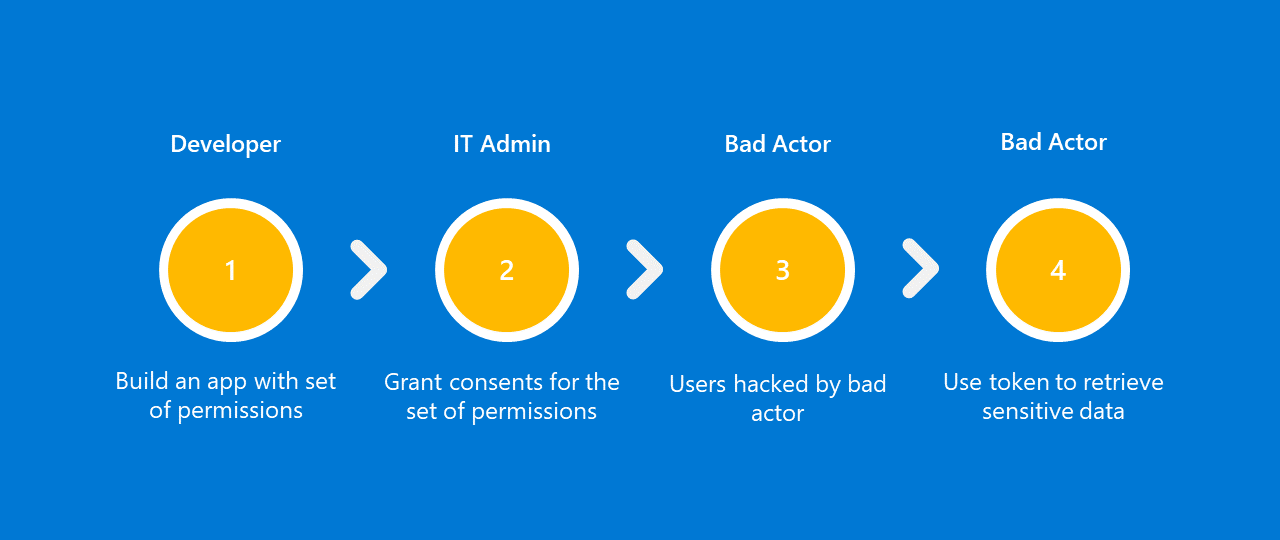 Developer
IT Admin
Bad Actor
Bad Actor
1
2
3
4
Build an app with set
of permissions
Grant consents for the
set of permissions
Users hacked by bad
actor
Use token to retrieve
sensitive data